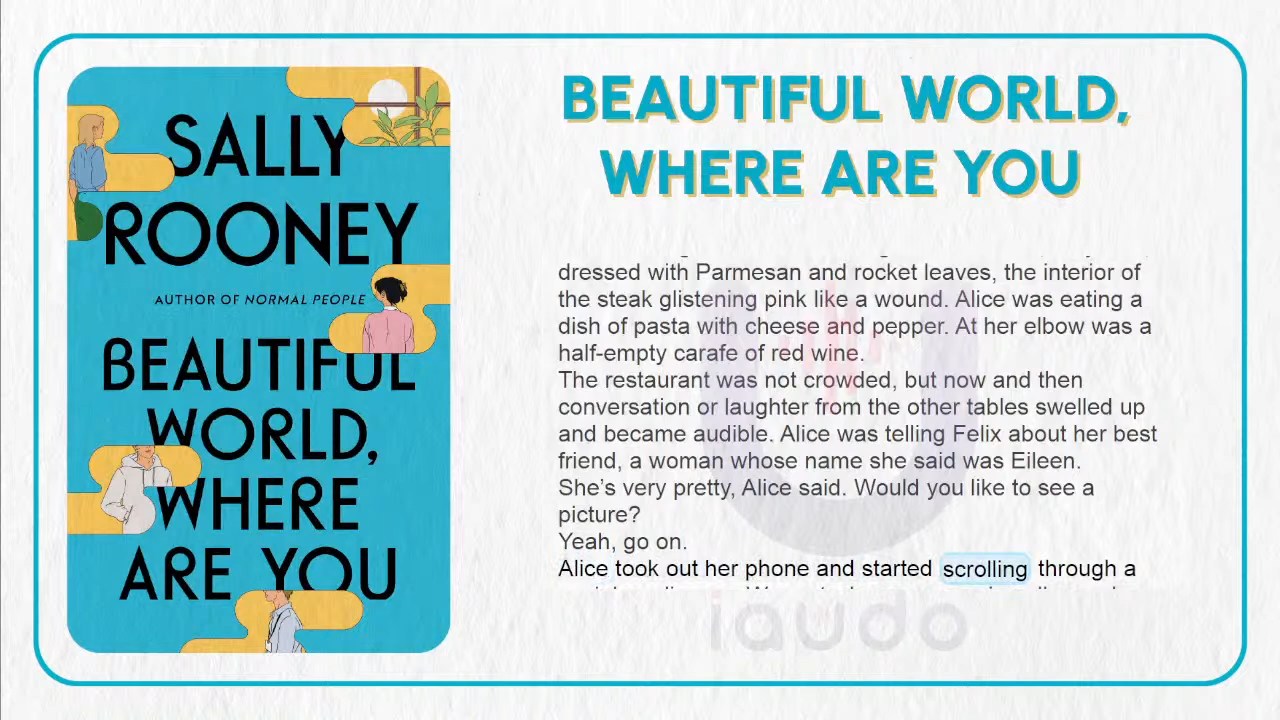 SALLY
ROONEY
AUTHOR OF NORMAL PEOPLE
BEAUTIFUL
WORLD,
WHERE
ARE YOU
BEAUTIFUL WORLD,
WHERE ARE YOU
dressed with Parmesan and rocket leaves, the interior of
the steak glistening pink like a wound. Alice was eating a
dish of pasta with cheese and pepper. At her elbow was a
half-empty carafe of red wine.
The restaurant was not crowded, but now and then
conversation or laughter from the other tables swelled up
and became audible. Alice was telling Felix about her best
friend, a woman whose name she said was Eileen.
She’s very pretty, Alice said. Would you like to see a
picture?
Yeah, go on.
Alice took out her phone and started scrolling through a
iaudo